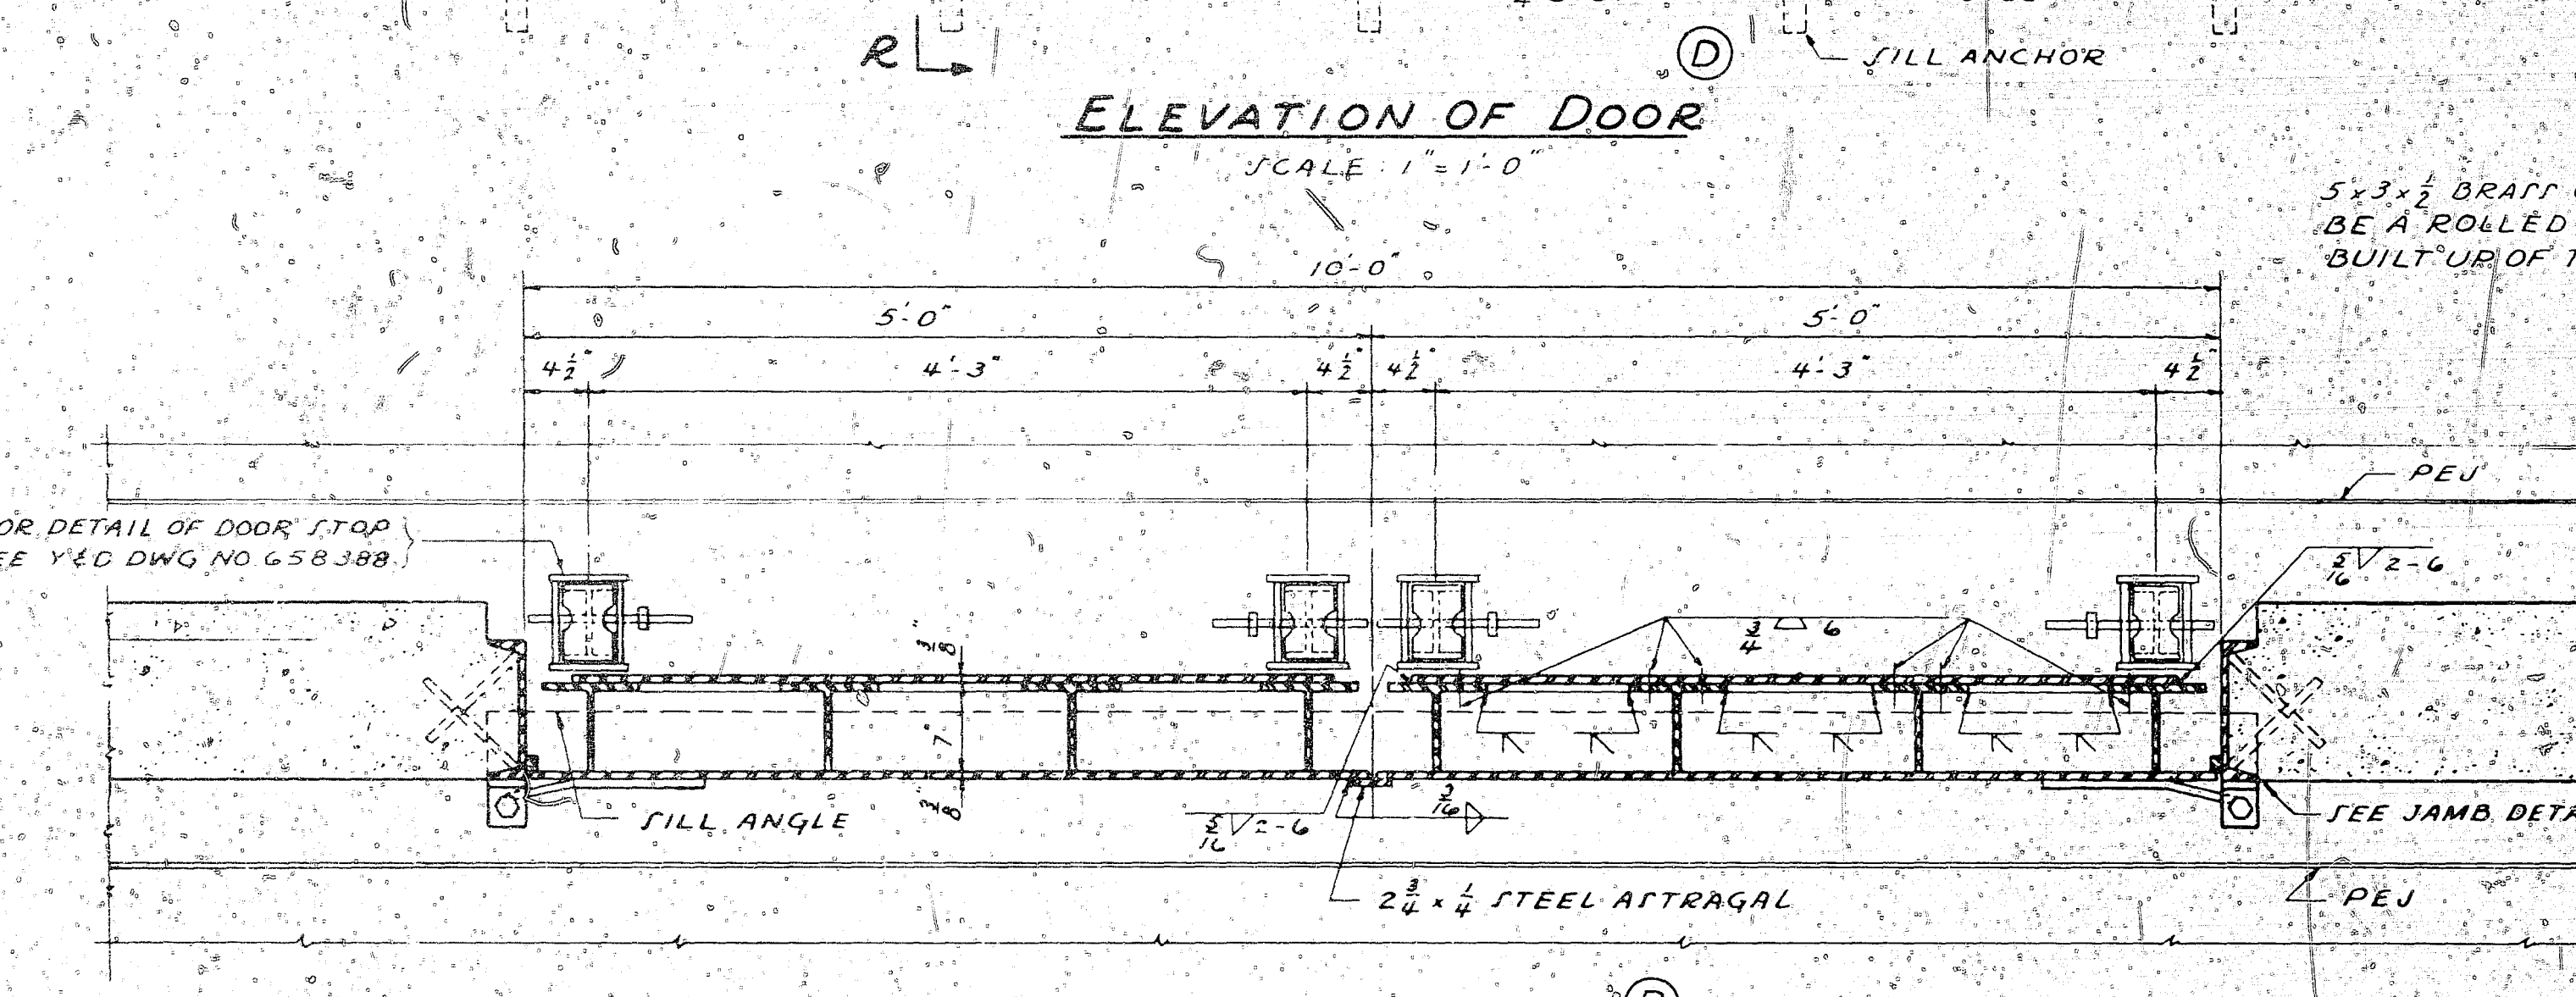 R
D
SILL ANCHOR
ELEVATION OF DOOR
SCALE: 1" = 1'-0"
5 x 3 x 1/2 BRASS
BE A ROLLED
BUILT UP OF
10'-0"
5'-0" 5'-0"
4 1/2" 4'-3" 4 1/2" 4 1/2" 4'-3" 4 1/2"
PEJ
OR DETAIL OF DOOR STOP
EE Y&D DWG NO. 658388
5/16 2-6
3/8" 3/4 6
7"
3/8"
SILL ANGLE
5/16 2-6
3/16
SEE JAMB DETA
2 3/4 x 1/4 STEEL ASTRAGAL
PEJ